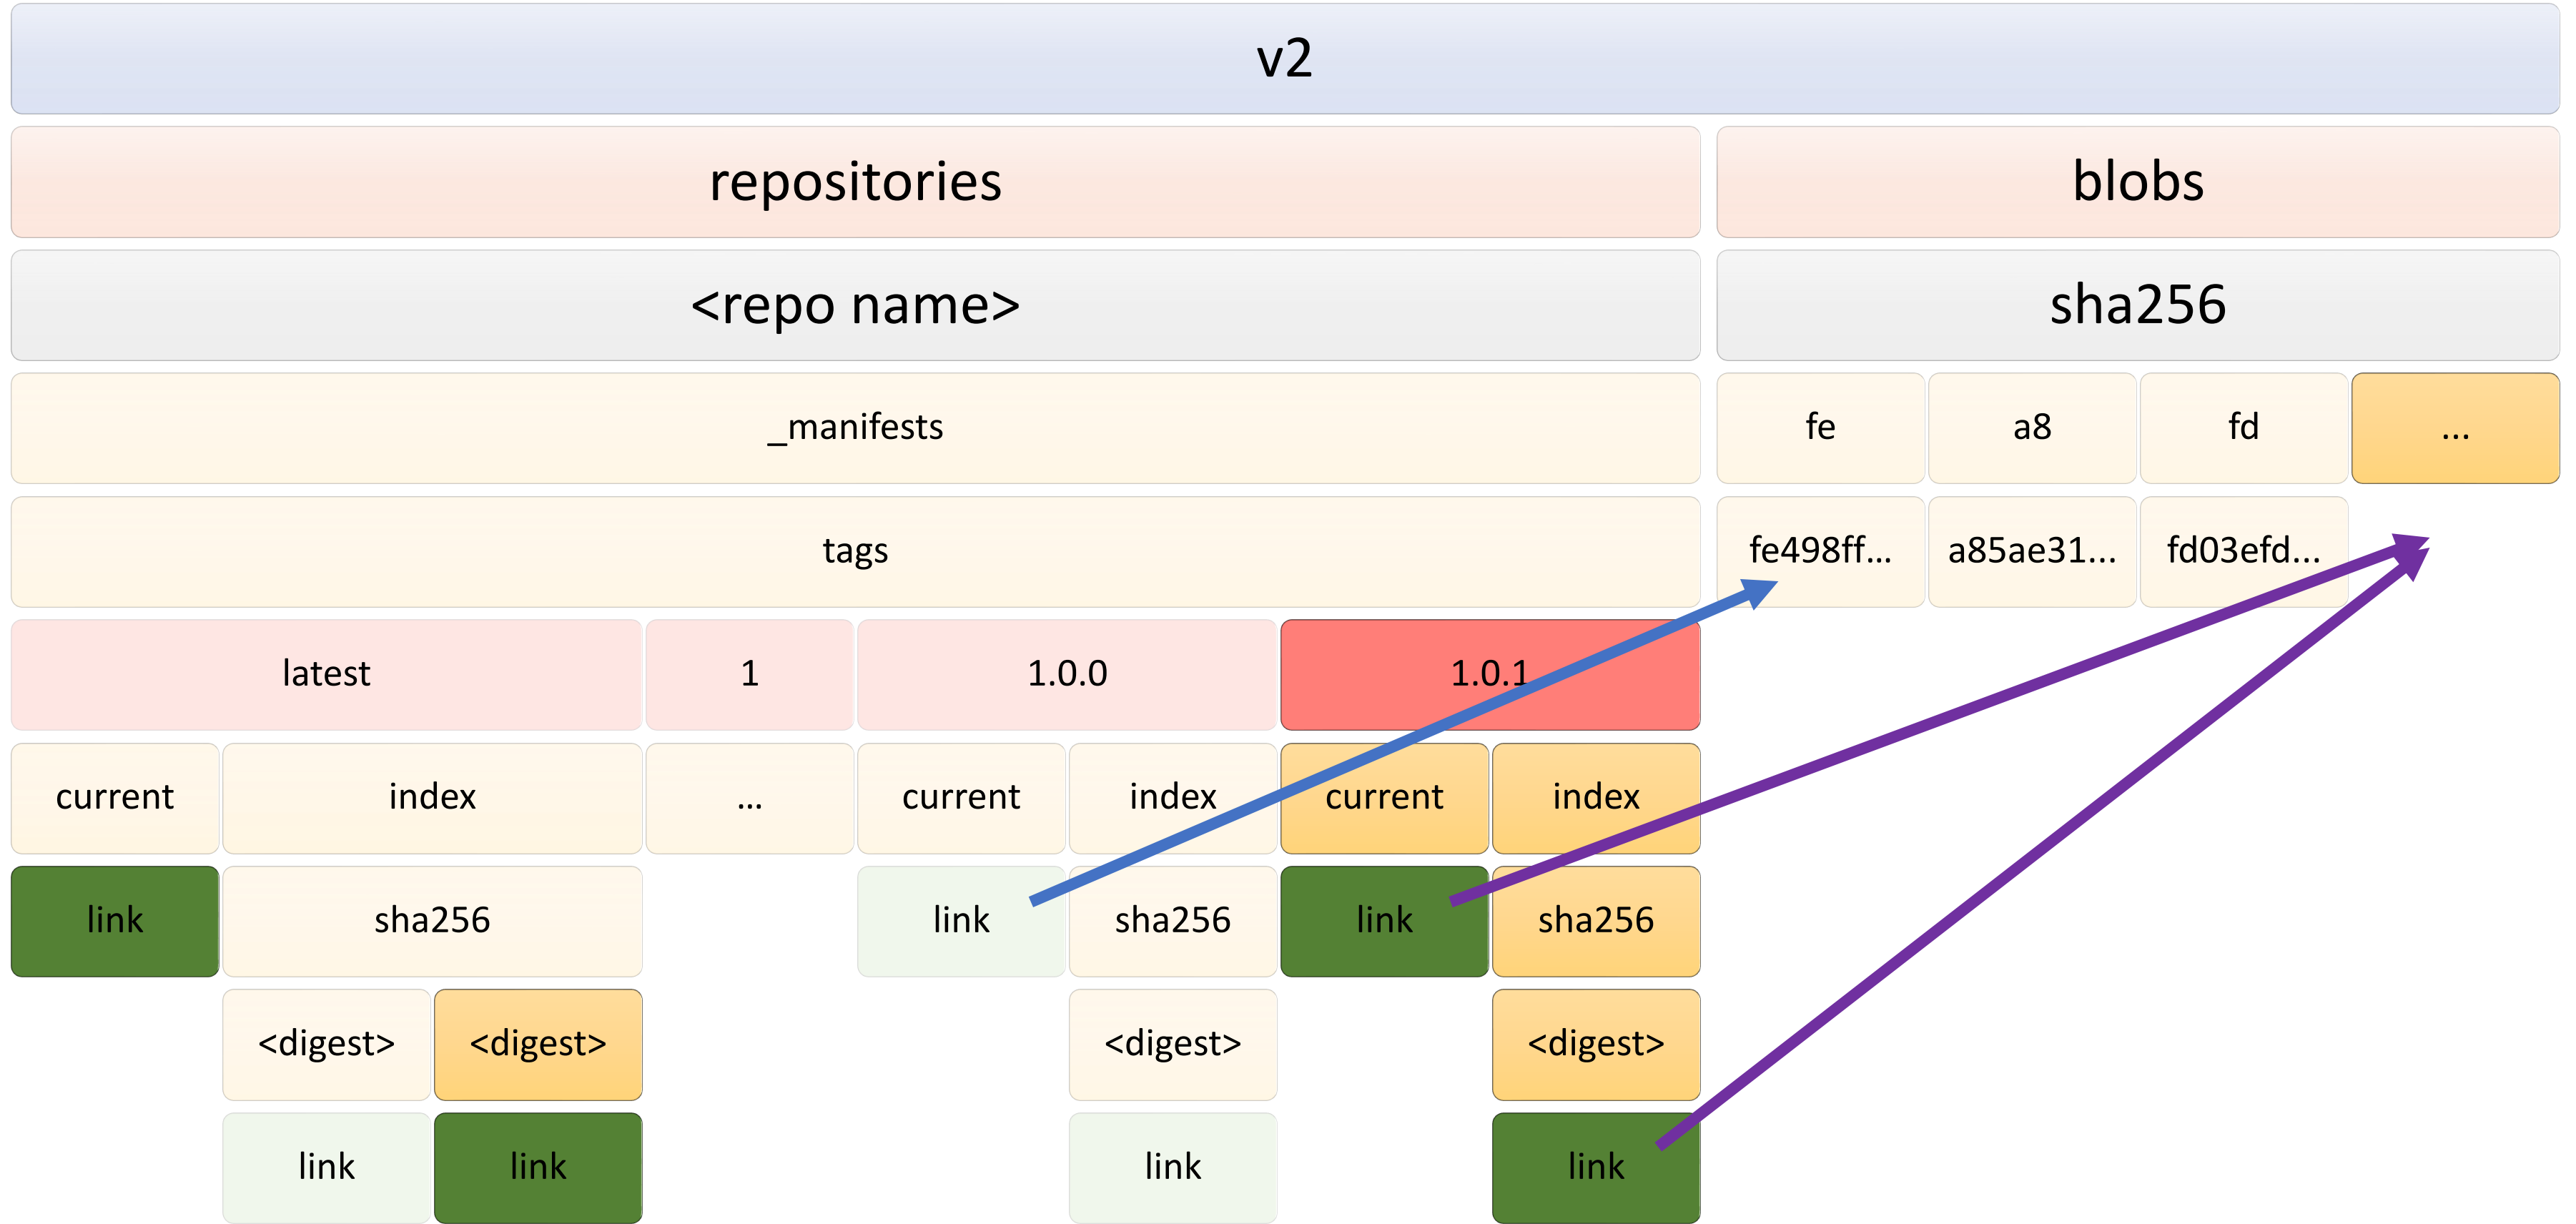 v2
repositories
blobs
<repo name>
sha256
_manifests
fe
a8
fd
...
tags
fe498ff...
a85ae31...
fd03efd...
latest
1
1.0.0
1.0.1
current
index
...
current
index
current
index
link
sha256
link
sha256
link
sha256
<digest>
<digest>
<digest>
<digest>
link
link
link
link